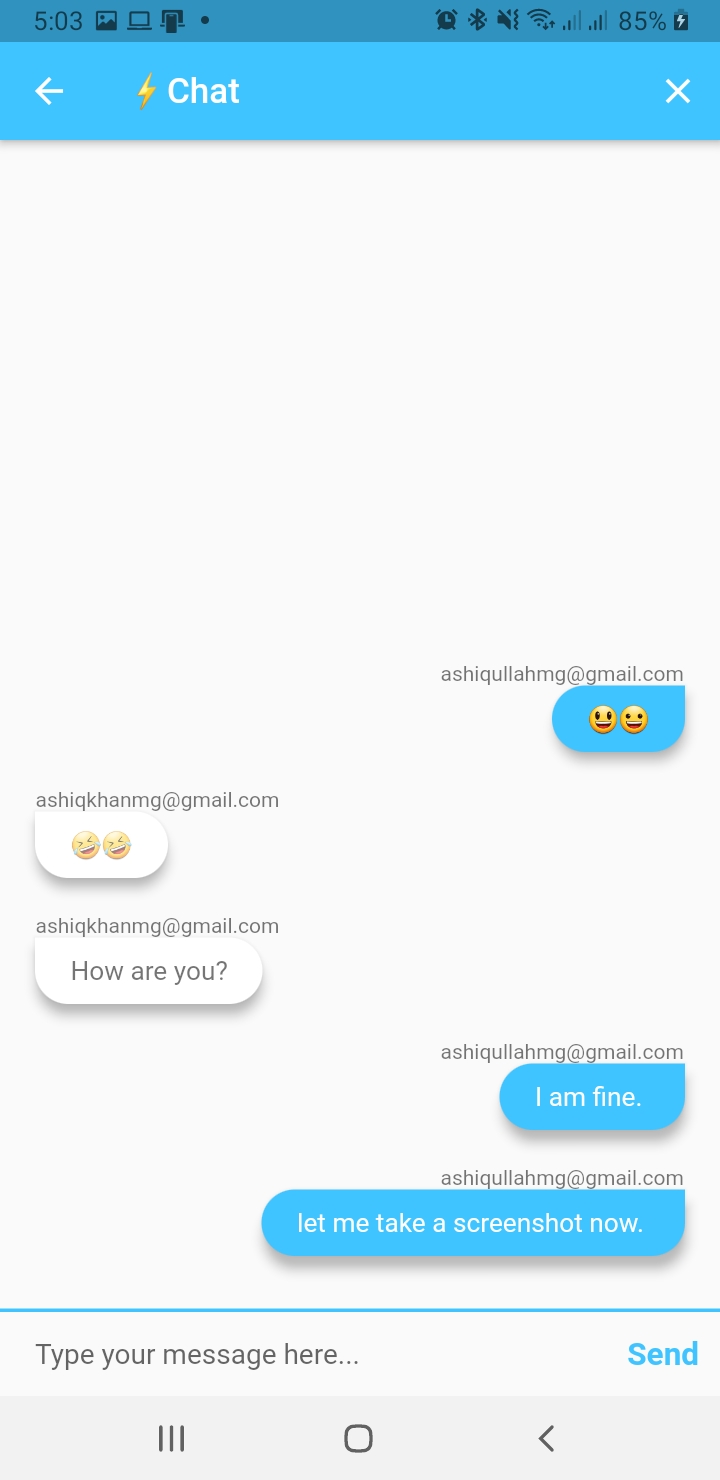 5:03
85%
⚡Chat
ashiqullahmg@gmail.com
😃😀
ashiqkhanmg@gmail.com
🤣🤣
ashiqkhanmg@gmail.com
How are you?
ashiqullahmg@gmail.com
I am fine.
ashiqullahmg@gmail.com
let me take a screenshot now.
Type your message here...
Send